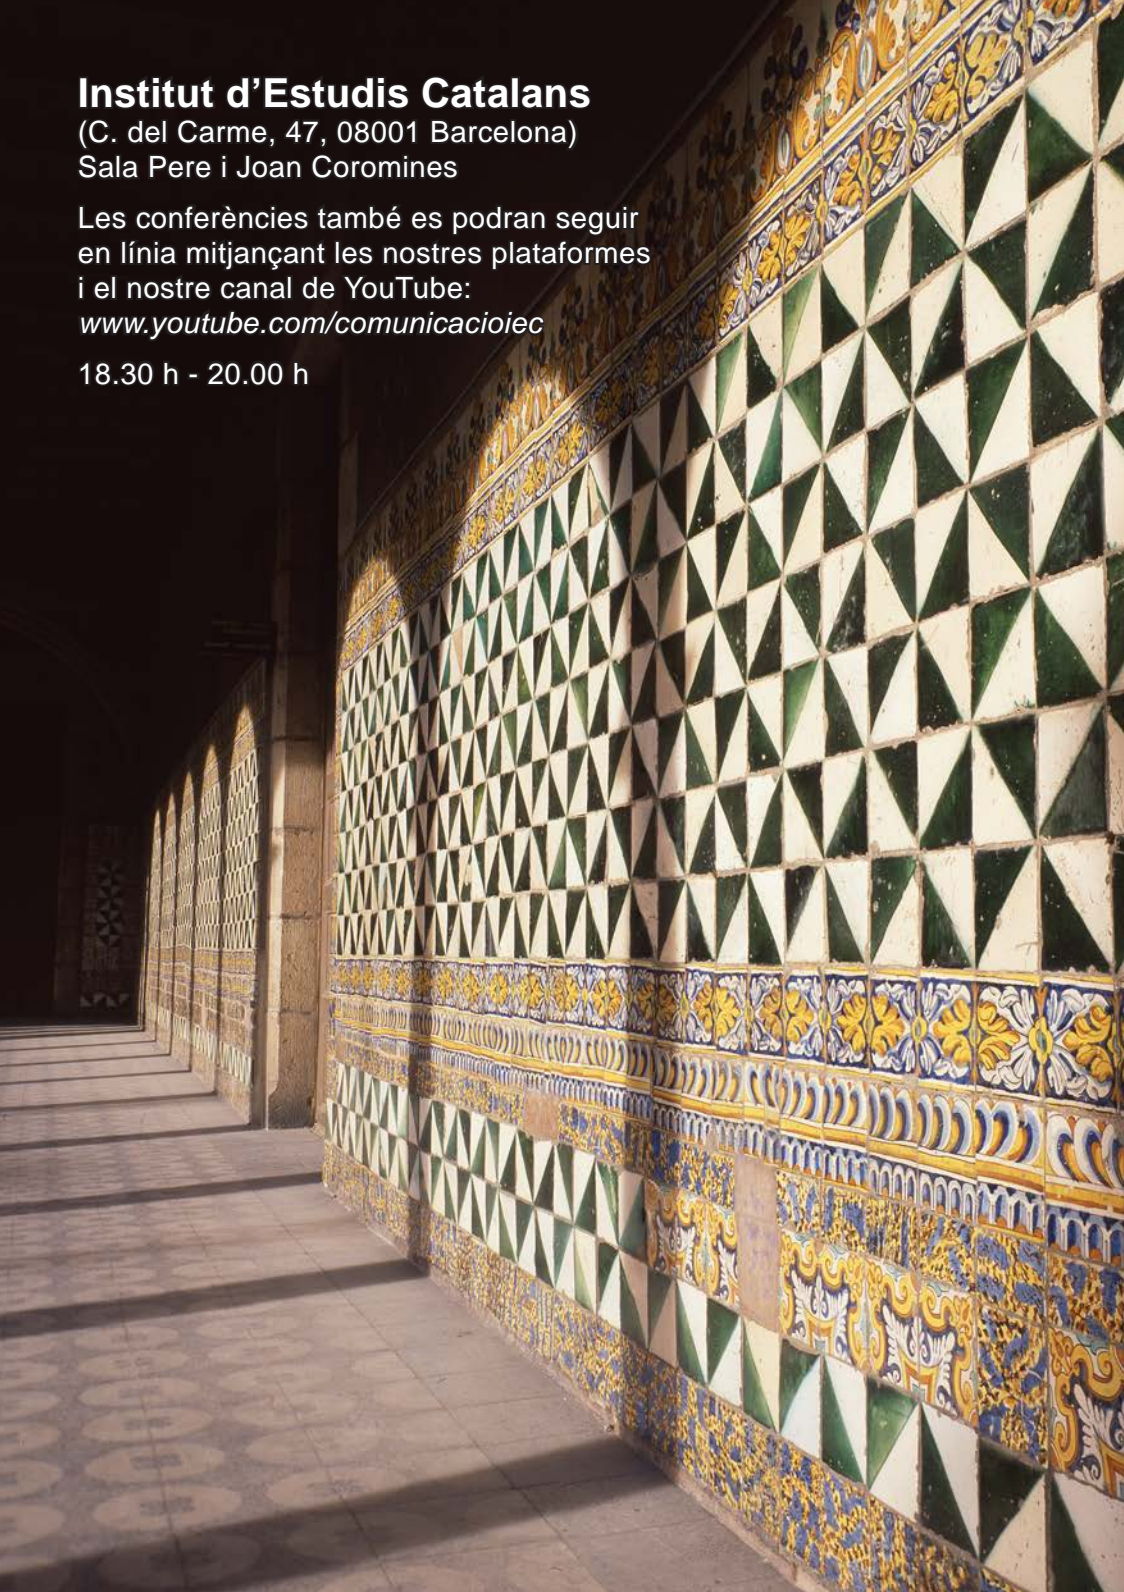 Institut d’Estudis Catalans
(C. del Carme, 47, 08001 Barcelona)
Sala Pere i Joan Coromines
Les conferències també es podran seguir
en línia mitjançant les nostres plataformes
i el nostre canal de YouTube:
www.youtube.com/comunicacioiec
18.30 h - 20.00 h